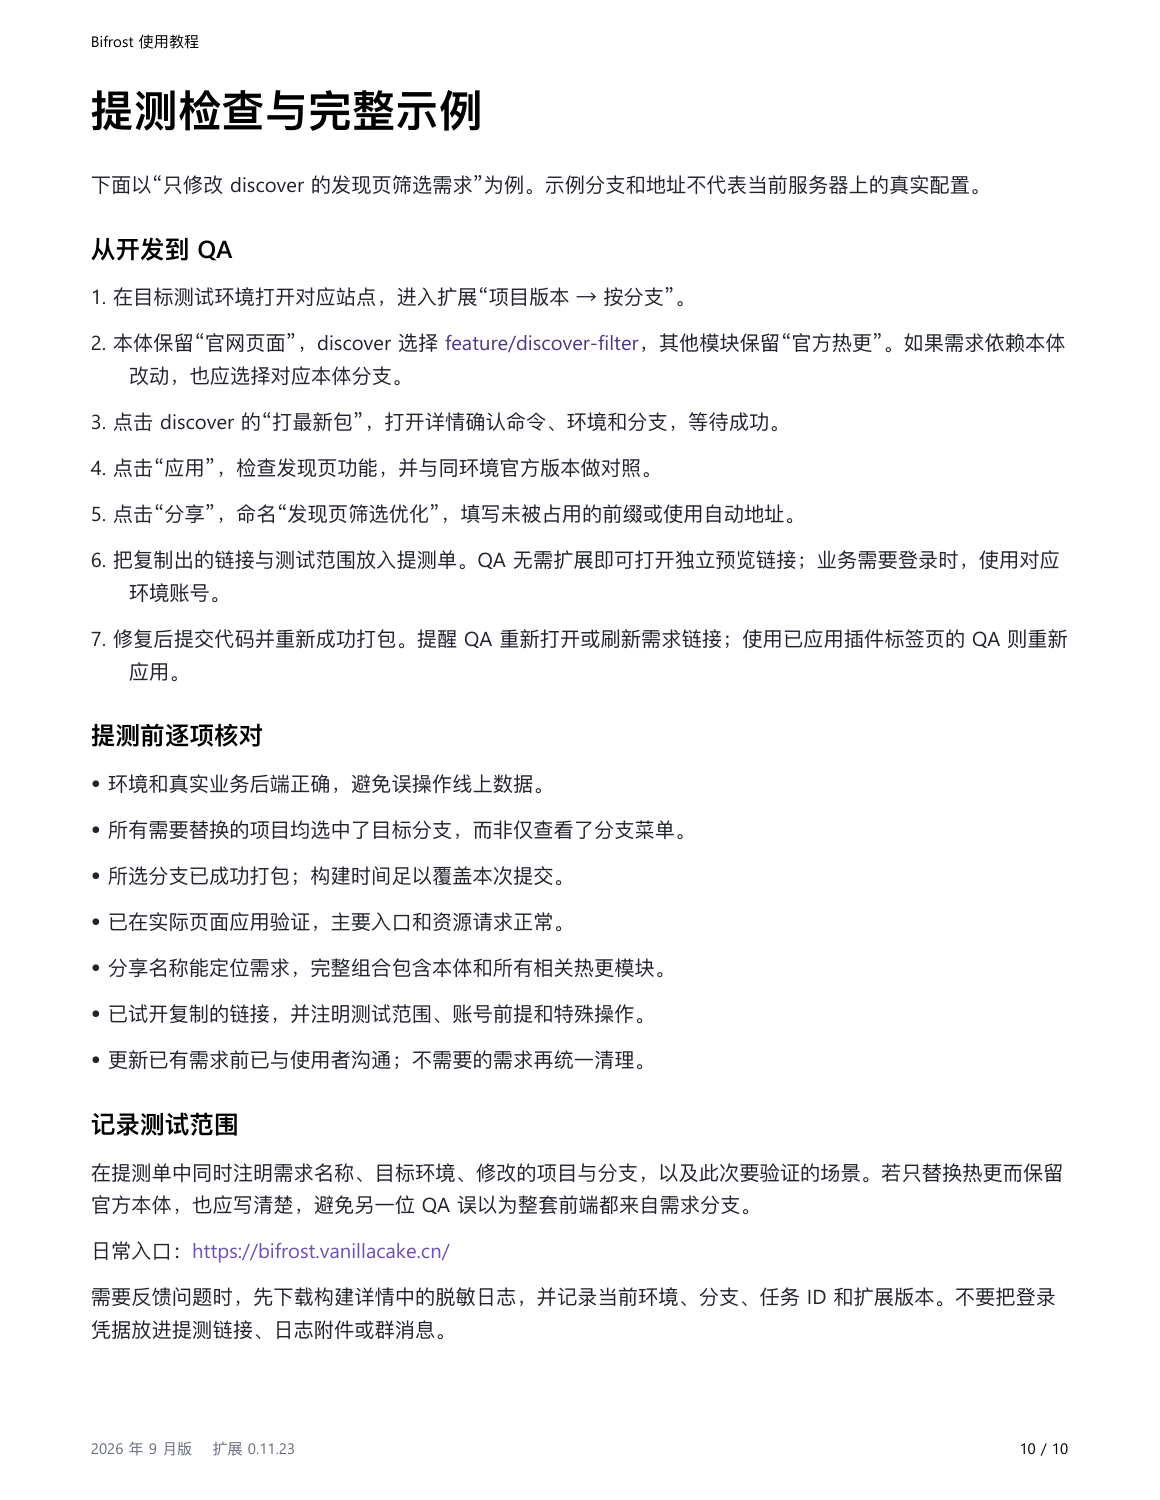 Bifrost 使用教程
提测检查与完整示例
下面以“只修改 discover 的发现页筛选需求”为例。示例分支和地址不代表当前服务器上的真实配置。
从开发到 QA
1. 在目标测试环境打开对应站点，进入扩展“项目版本 → 按分支”。
2. 本体保留“官网页面”，discover 选择 feature/discover-filter，其他模块保留“官方热更”。如果需求依赖本体
改动，也应选择对应本体分支。
3. 点击 discover 的“打最新包”，打开详情确认命令、环境和分支，等待成功。
4. 点击“应用”，检查发现页功能，并与同环境官方版本做对照。
5. 点击“分享”，命名“发现页筛选优化”，填写未被占用的前缀或使用自动地址。
6. 把复制出的链接与测试范围放入提测单。QA 无需扩展即可打开独立预览链接；业务需要登录时，使用对应
环境账号。
7. 修复后提交代码并重新成功打包。提醒 QA 重新打开或刷新需求链接；使用已应用插件标签页的 QA 则重新
应用。
提测前逐项核对
• 环境和真实业务后端正确，避免误操作线上数据。
• 所有需要替换的项目均选中了目标分支，而非仅查看了分支菜单。
• 所选分支已成功打包；构建时间足以覆盖本次提交。
• 已在实际页面应用验证，主要入口和资源请求正常。
• 分享名称能定位需求，完整组合包含本体和所有相关热更模块。
• 已试开复制的链接，并注明测试范围、账号前提和特殊操作。
• 更新已有需求前已与使用者沟通；不需要的需求再统一清理。
记录测试范围
在提测单中同时注明需求名称、目标环境、修改的项目与分支，以及此次要验证的场景。若只替换热更而保留
官方本体，也应写清楚，避免另一位 QA 误以为整套前端都来自需求分支。
日常入口：https://bifrost.vanillacake.cn/
需要反馈问题时，先下载构建详情中的脱敏日志，并记录当前环境、分支、任务 ID 和扩展版本。不要把登录
凭据放进提测链接、日志附件或群消息。
2026 年 9 月版 扩展 0.11.23
10 / 10